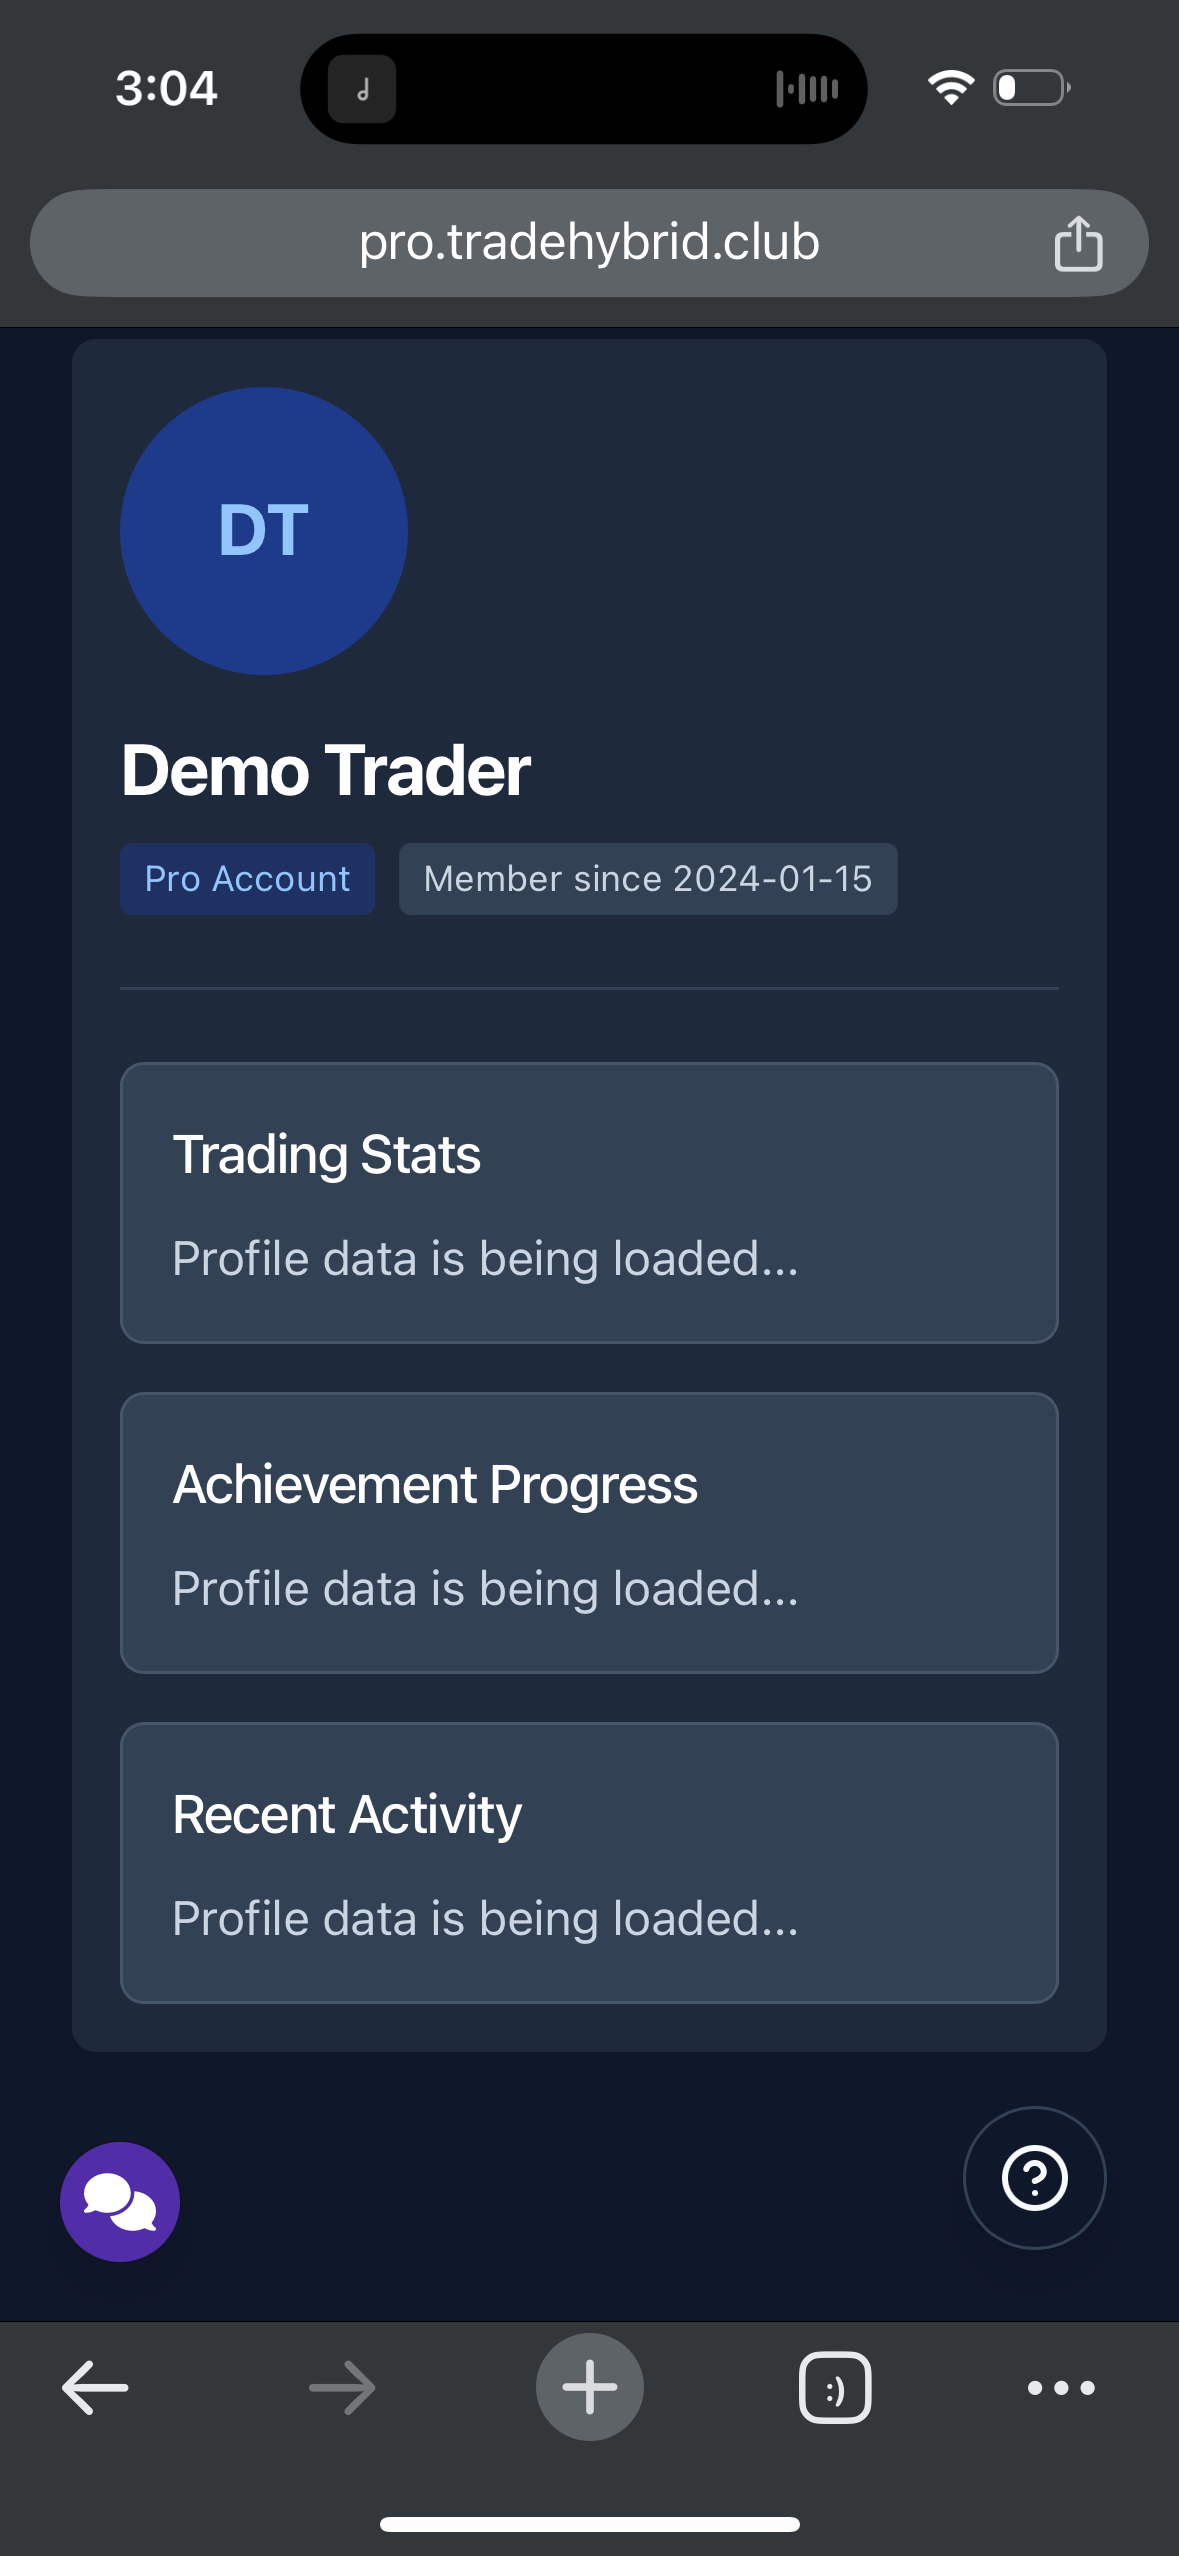 3:04
pro.tradehybrid.club
DT
Demo Trader
Pro Account
Member since 2024-01-15
Trading Stats
Profile data is being loaded...
Achievement Progress
Profile data is being loaded...
Recent Activity
Profile data is being loaded...
:)